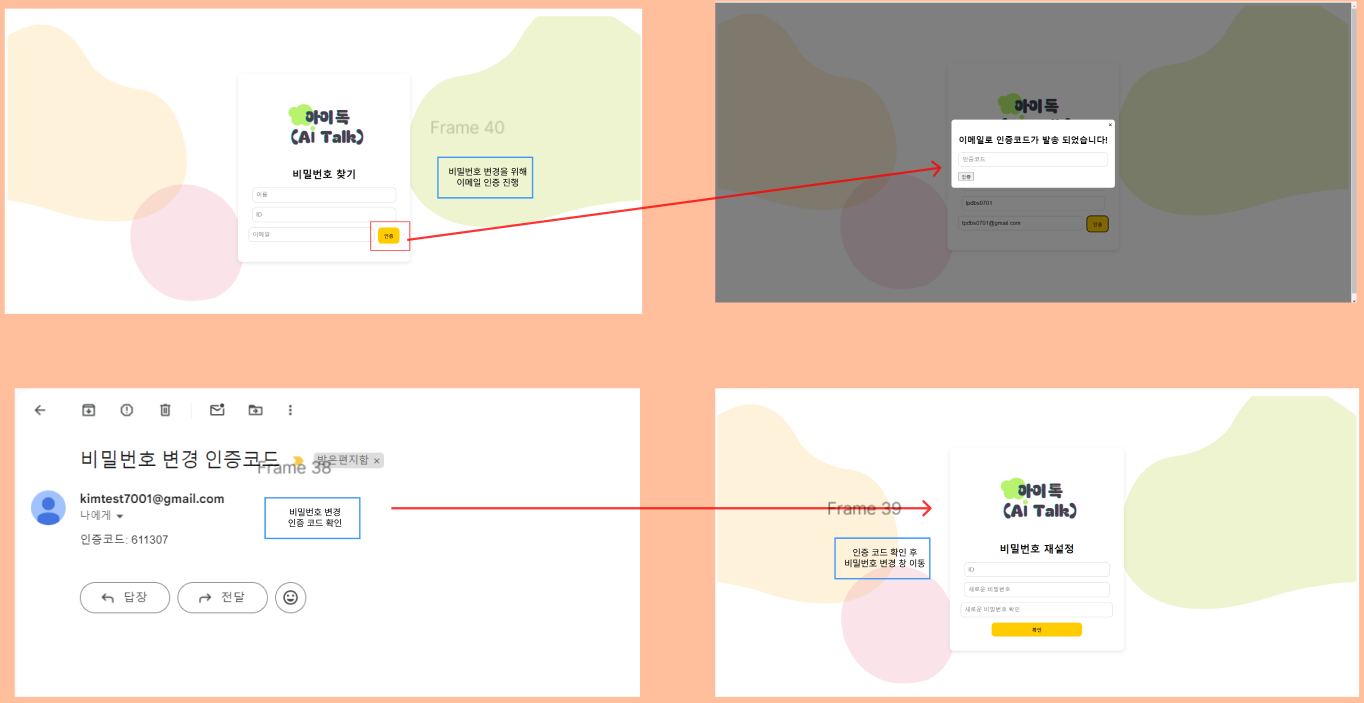 아이 톡
(Ai Talk)
비밀번호 찾기
이름
ID
이메일
인증
Frame 40
비밀번호 변경을 위해
이메일 인증 진행
아이 톡
×
이메일로 인증코드가 발송 되었습니다!
인증코드
인증
tpdbs0701
tpdbs0701@gmail.com
인증
비밀번호 변경 인증코드
받은편지함 ×
Frame 38
kimtest7001@gmail.com
나에게
인증코드: 611307
비밀번호 변경
인증 코드 확인
답장
전달
Frame 39
인증 코드 확인 후
비밀번호 변경 창 이동
아이 톡
(Ai Talk)
비밀번호 재설정
ID
새로운 비밀번호
새로운 비밀번호 확인
확인